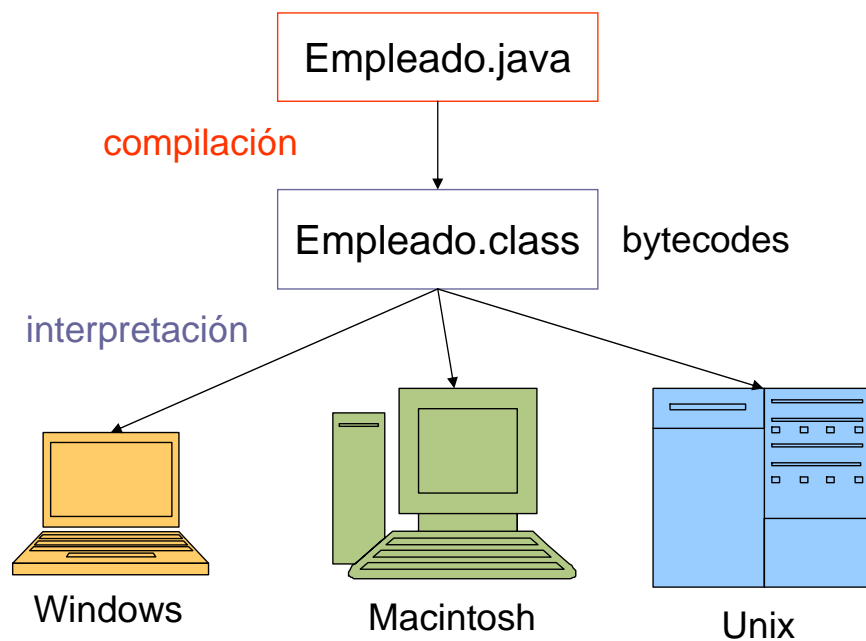 Empleado.java
compilación
Empleado.class
bytecodes
interpretación
Windows
Macintosh
Unix